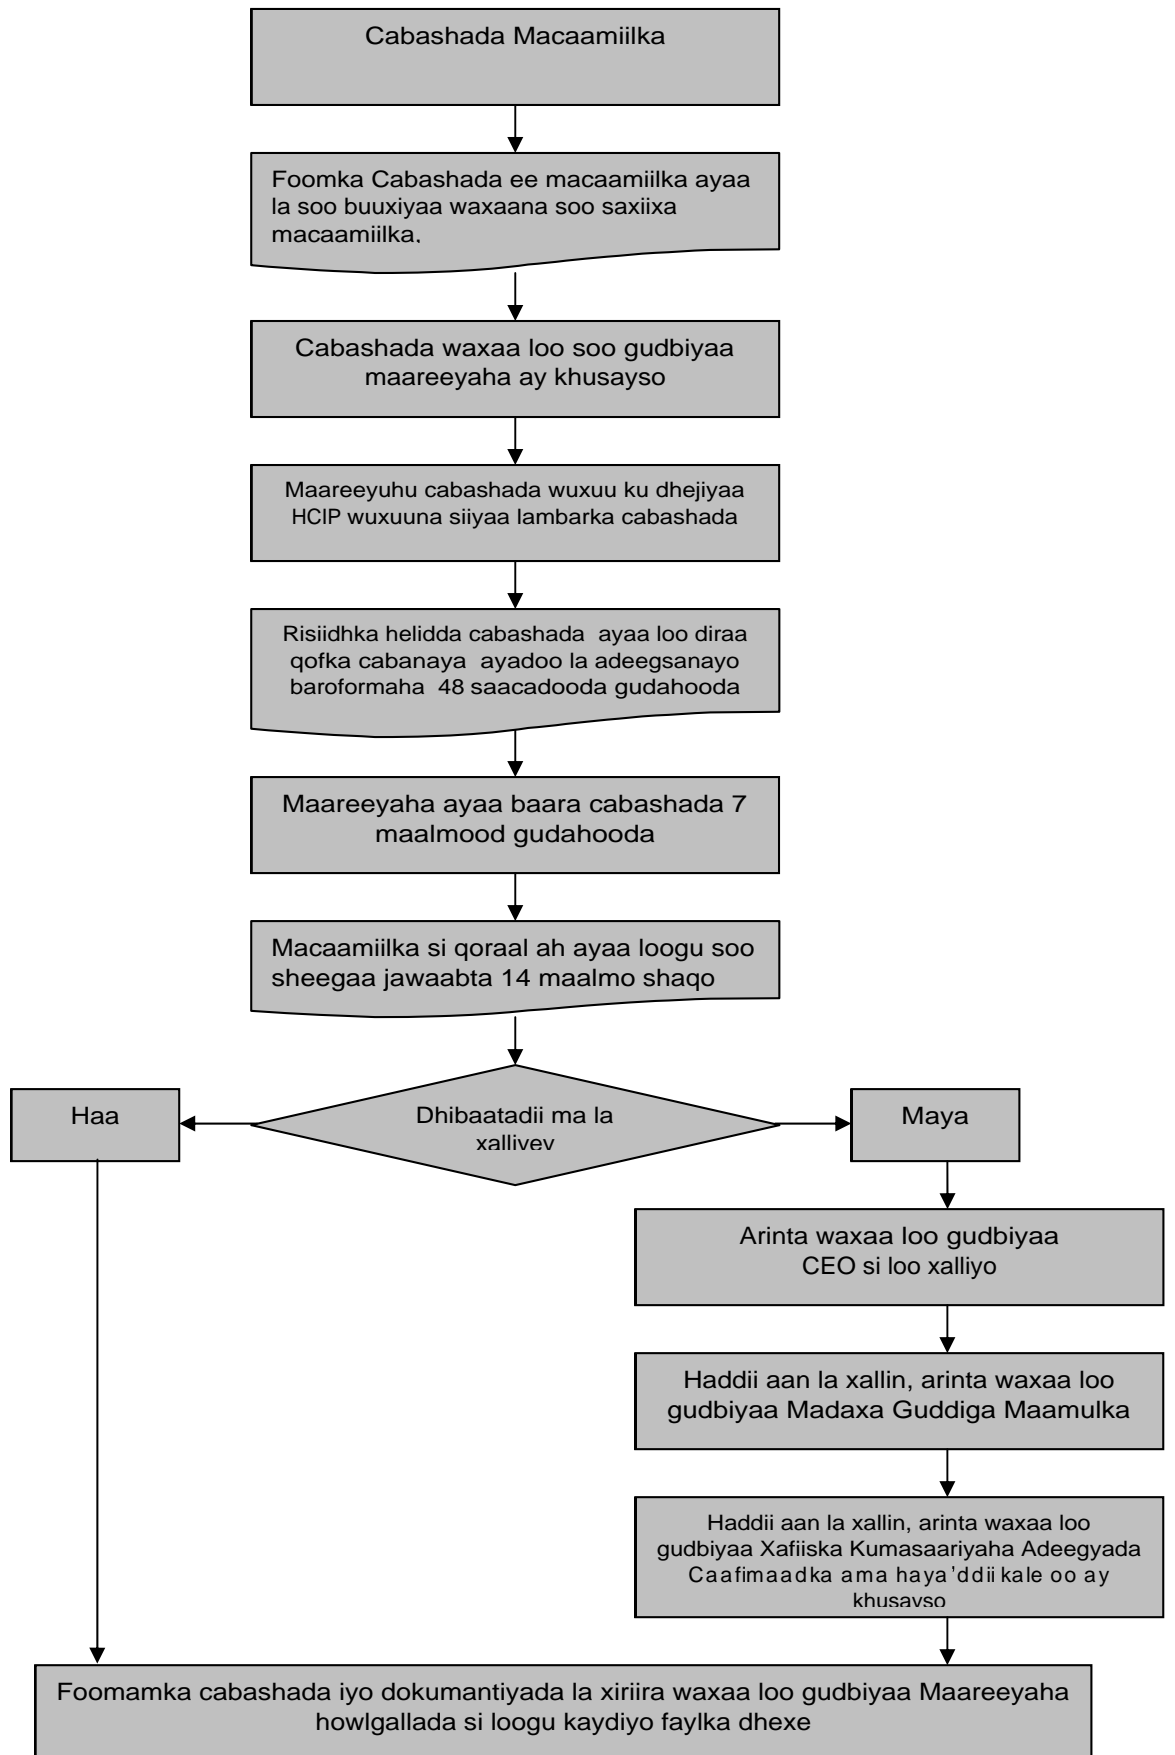 Cabashada Macaamiilka
Foomka Cabashada ee macaamiilka ayaa
la soo buuxiyaa waxaana soo saxiixa
macaamiilka.
Cabashada waxaa loo soo gudbiyaa
maareeyaha ay khusayso
Maareeyuhu cabashada wuxuu ku dhejiyaa
HCIP wuxuuna siiyaa lambarka cabashada
Risiidhka helidda cabashada ayaa loo diraa
qofka cabanaya ayadoo la adeegsanayo
baroformaha 48 saacadooda gudahooda
Maareeyaha ayaa baara cabashada 7
maalmood gudahooda
Macaamiilka si qoraal ah ayaa loogu soo
sheegaa jawaabta 14 maalmo shaqo
Dhibaatadii ma la
xalliyey
Haa
Maya
Arinta waxaa loo gudbiyaa
CEO si loo xalliyo
Haddii aan la xallin, arinta waxaa loo
gudbiyaa Madaxa Guddiga Maamulka
Haddii aan la xallin, arinta waxaa loo
gudbiyaa Xafiiska Kumasaariyaha Adeegyada
Caafimaadka ama haya'ddii kale oo ay
khusayso
Foomamka cabashada iyo dokumantiyada la xiriira waxaa loo gudbiyaa Maareeyaha
howlgallada si loogu kaydiyo faylka dhexe